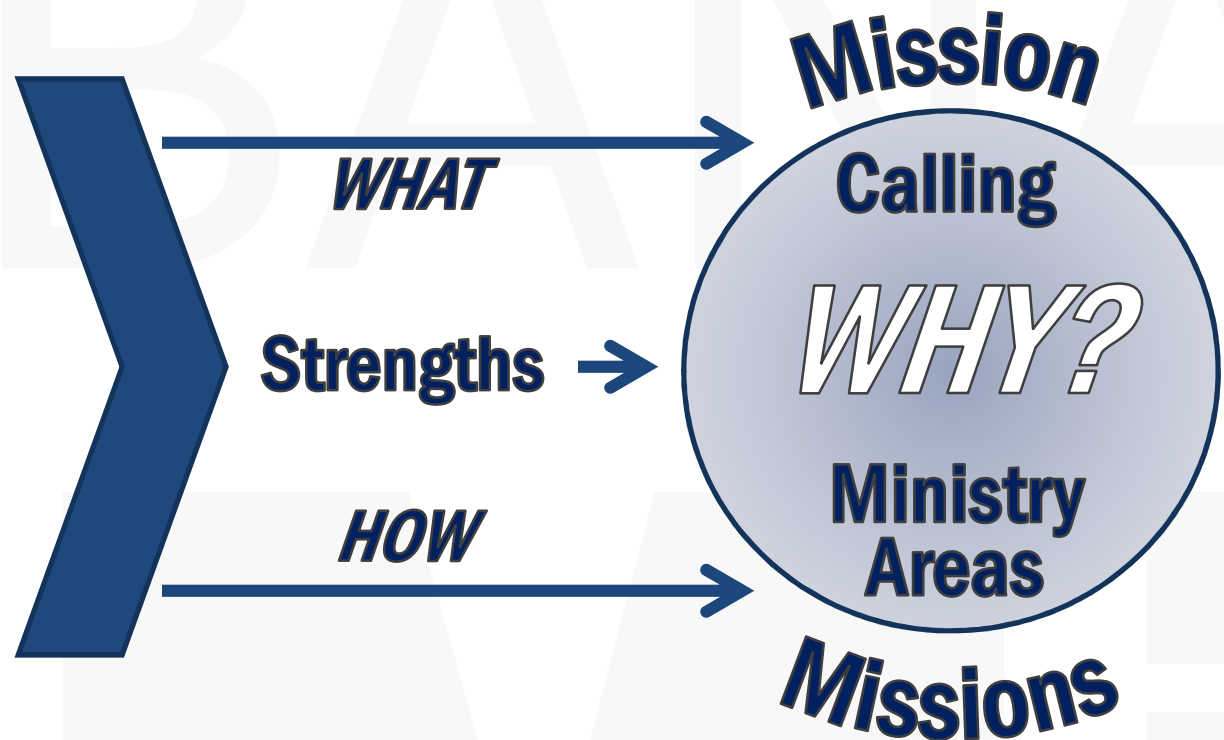 Mission
WHAT
Calling
WHY?
Strengths
HOW
Ministry
Areas
Missions